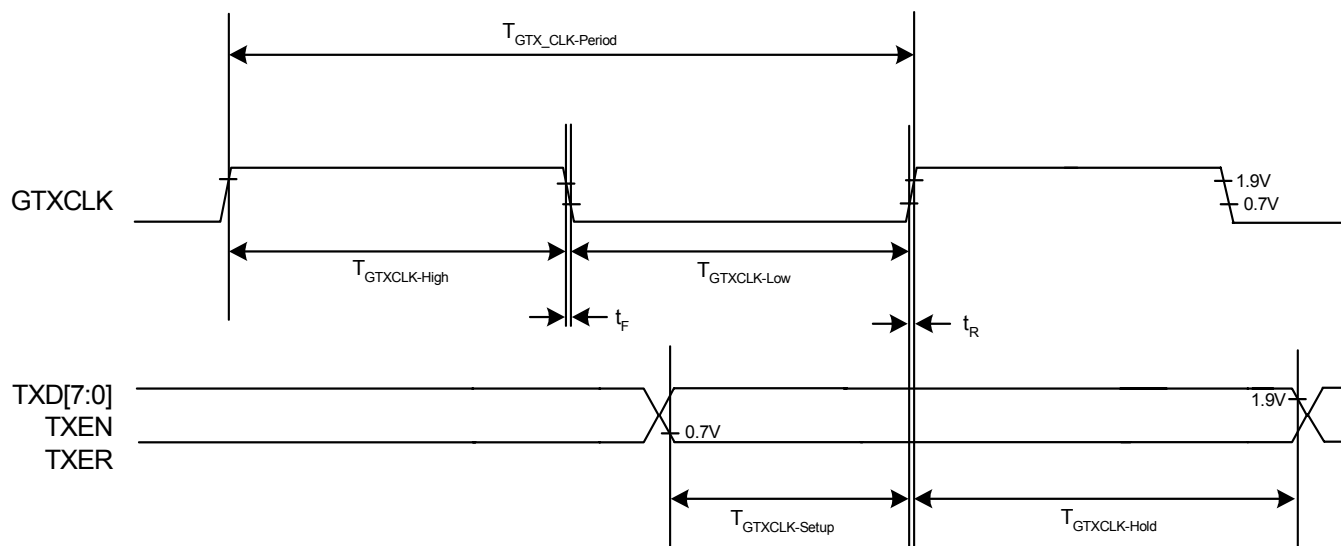 TGTX_CLK-Period
GTXCLK
1.9V
0.7V
TGTXCLK-High
TGTXCLK-Low
tF
tR
TXD[7:0]
TXEN
TXER
0.7V
1.9V
TGTXCLK-Setup
TGTXCLK-Hold